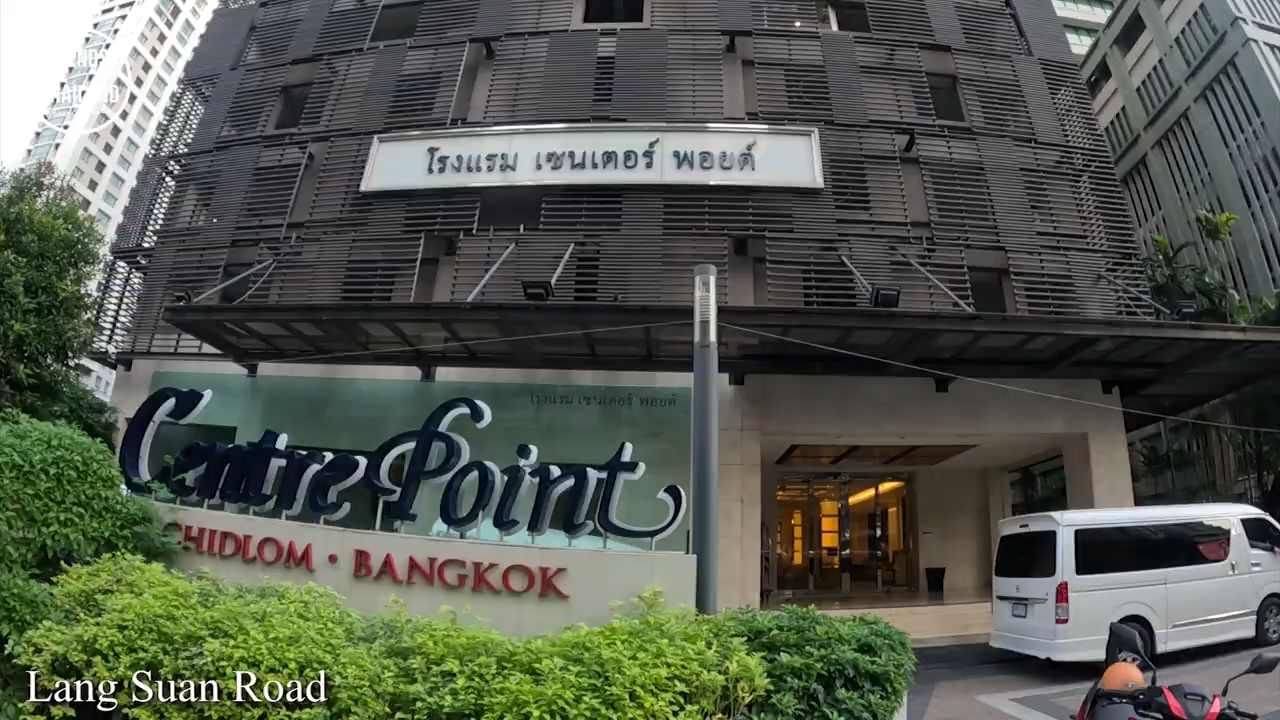 โรงแรม เซนเตอร์ พอยต์
โรงแรม เซนเตอร์ พอยต์
Centre Point
CHIDLOM • BANGKOK
Lang Suan Road